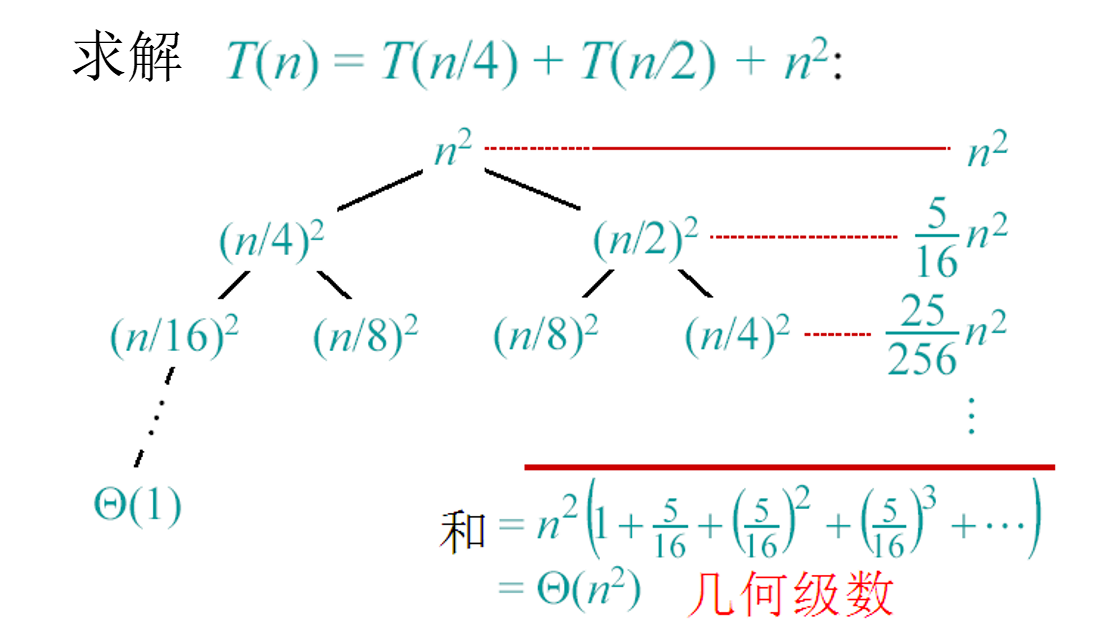 求解 T(n) = T(n/4) + T(n/2) + n²:
n² n²
(n/4)² (n/2)² 5/16 n²
(n/16)² (n/8)² (n/8)² (n/4)² 25/256 n²
⋮ ⋮
Θ(1)
和 = n²(1 + 5/16 + (5/16)² + (5/16)³ + ⋯)
= Θ(n²) 几何级数